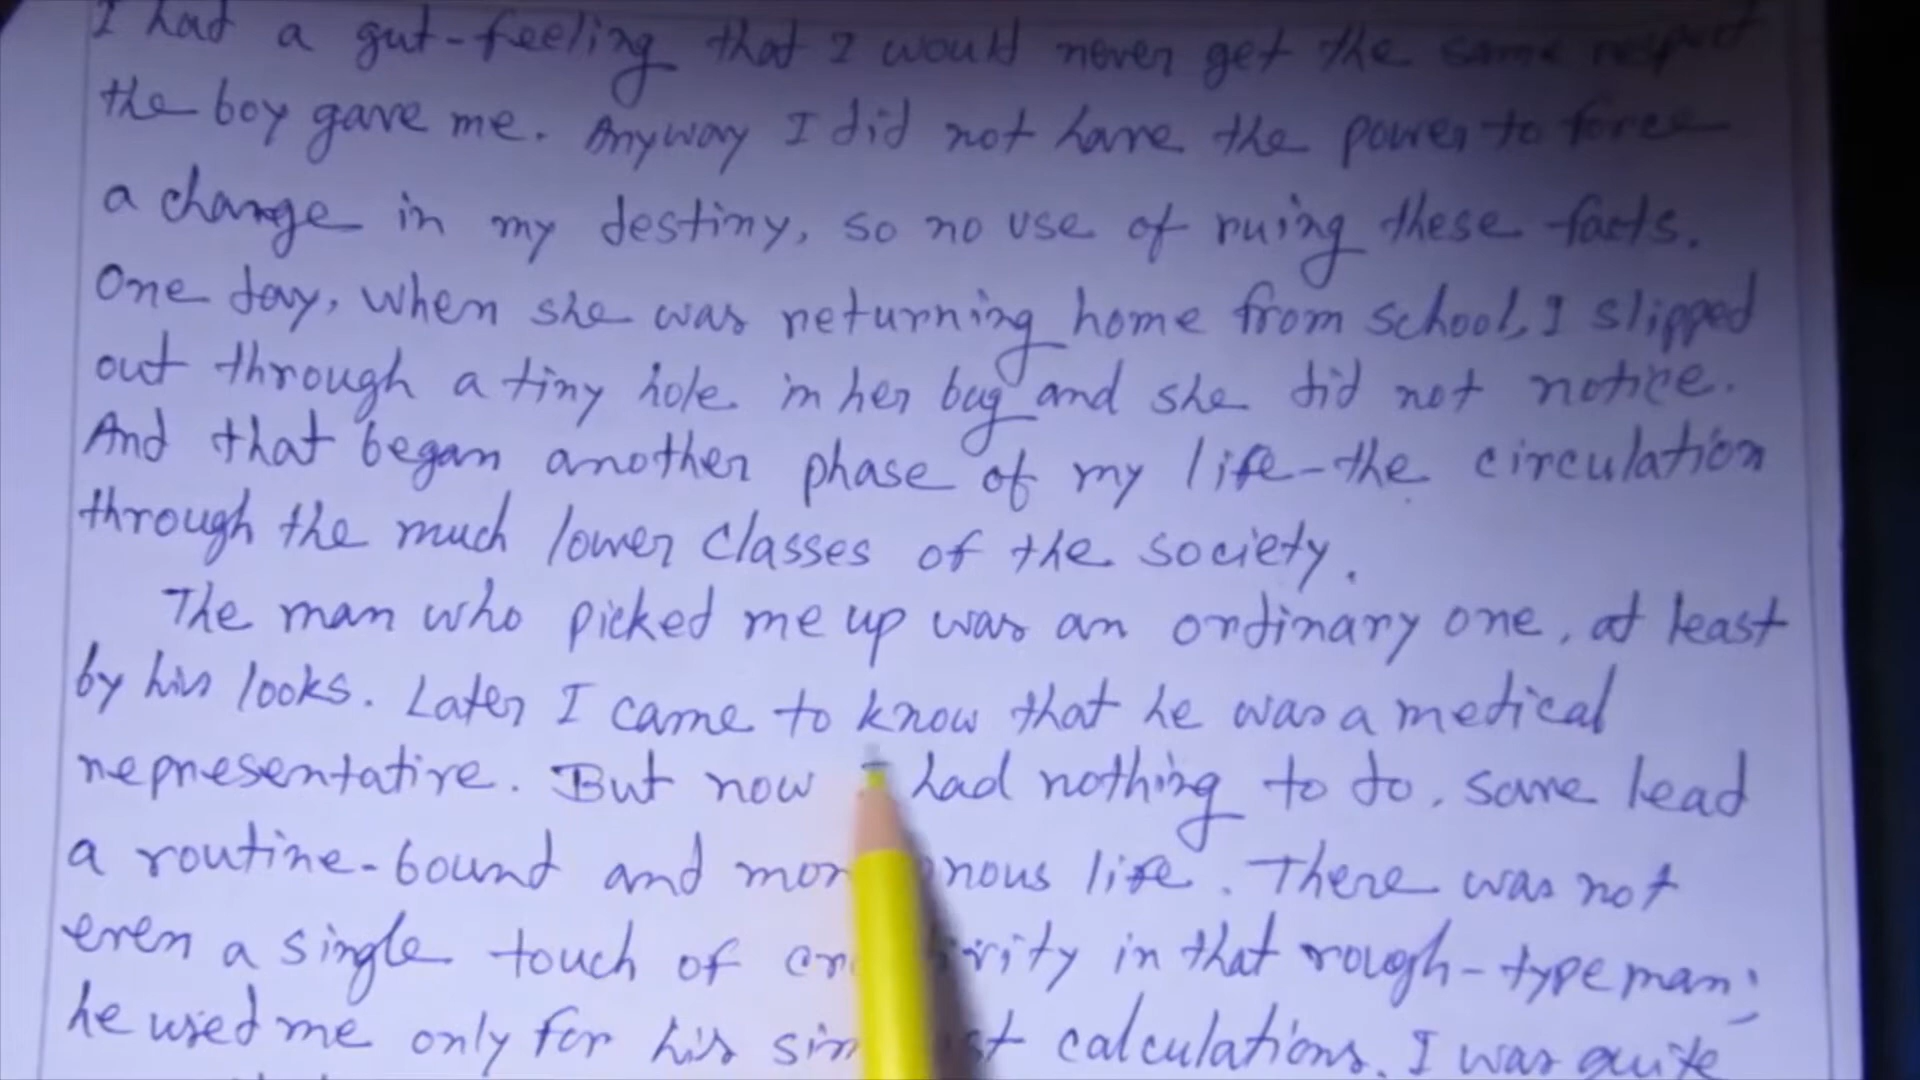 I had a gut-feeling that I would never get the same respect
the boy gave me. Anyway I did not have the power to force
a change in my destiny, so no use of ruing these facts.
One day, when she was returning home from school, I slipped
out through a tiny hole in her bag and she did not notice.
And that began another phase of my life-the circulation
through the much lower classes of the society.
The man who picked me up was an ordinary one, at least
by his looks. Later I came to know that he was a medical
representative. But now I had nothing to do, save lead
a routine-bound and nous life. There was not
even a single touch of in that rough-type man;
he used me only for his calculations. I was quite